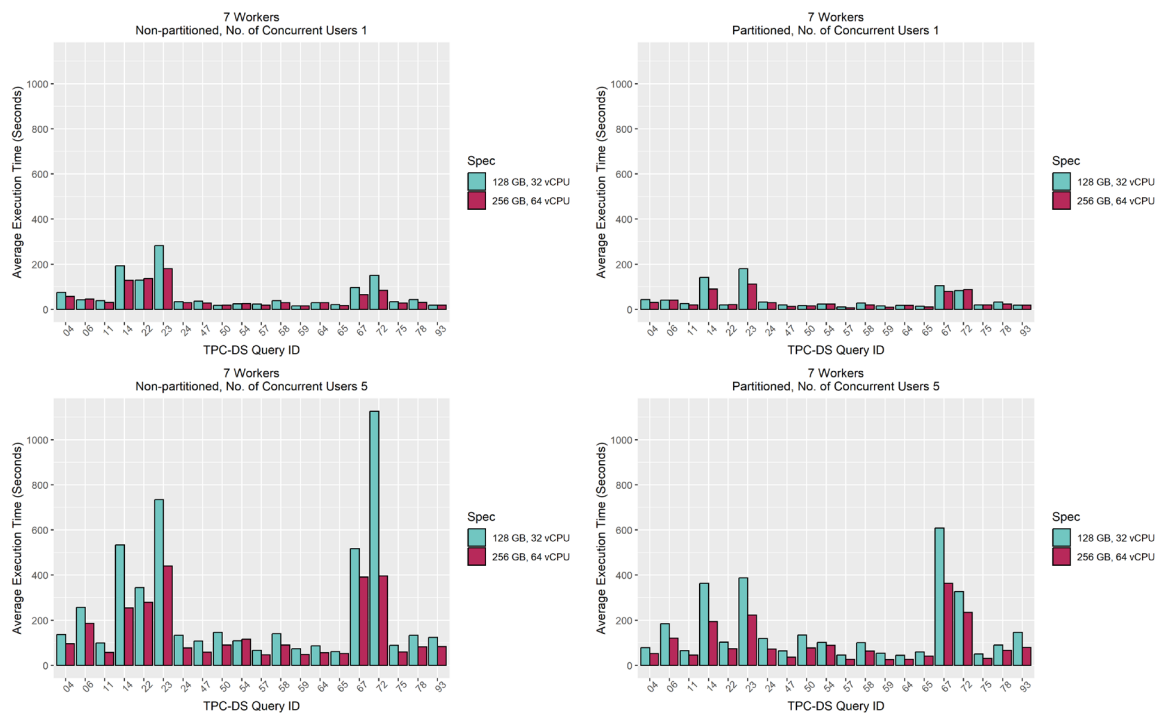 7 Workers
Non-partitioned, No. of Concurrent Users 1
Average Execution Time (Seconds)
1000
800
600
400
200
0
04 06 11 14 22 23 24 47 50 54 57 58 59 64 65 67 72 75 78 93
TPC-DS Query ID
Spec
128 GB, 32 vCPU
256 GB, 64 vCPU
7 Workers
Partitioned, No. of Concurrent Users 1
Average Execution Time (Seconds)
1000
800
600
400
200
0
04 06 11 14 22 23 24 47 50 54 57 58 59 64 65 67 72 75 78 93
TPC-DS Query ID
Spec
128 GB, 32 vCPU
256 GB, 64 vCPU
7 Workers
Non-partitioned, No. of Concurrent Users 5
Average Execution Time (Seconds)
1000
800
600
400
200
0
04 06 11 14 22 23 24 47 50 54 57 58 59 64 65 67 72 75 78 93
TPC-DS Query ID
Spec
128 GB, 32 vCPU
256 GB, 64 vCPU
7 Workers
Partitioned, No. of Concurrent Users 5
Average Execution Time (Seconds)
1000
800
600
400
200
0
04 06 11 14 22 23 24 47 50 54 57 58 59 64 65 67 72 75 78 93
TPC-DS Query ID
Spec
128 GB, 32 vCPU
256 GB, 64 vCPU